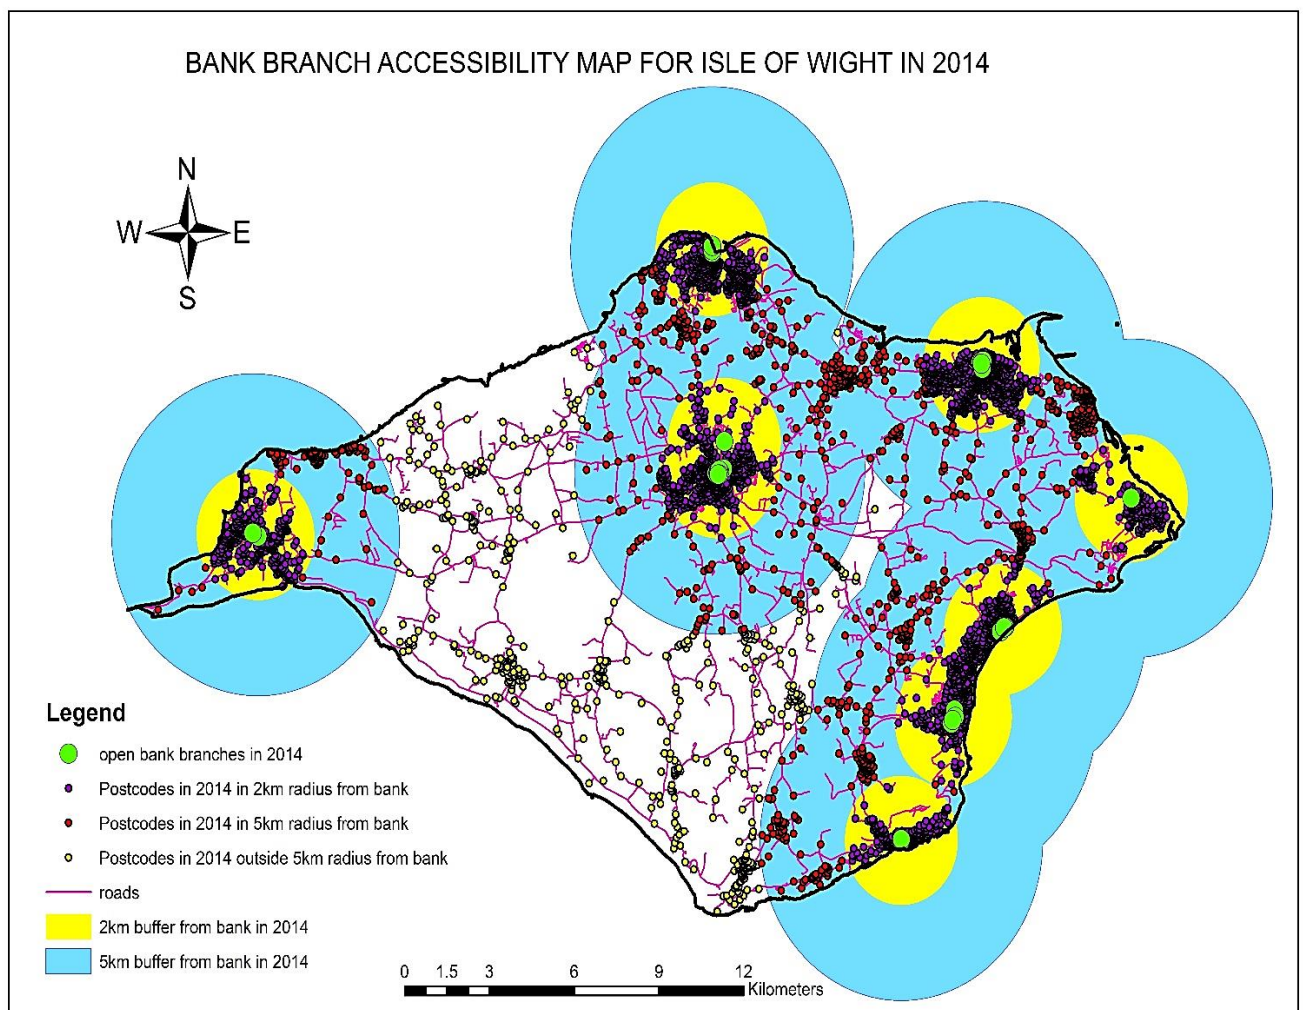 BANK BRANCH ACCESSIBILITY MAP FOR ISLE OF WIGHT IN 2014
N
W E
S
Legend
open bank branches in 2014
Postcodes in 2014 in 2km radius from bank
Postcodes in 2014 in 5km radius from bank
Postcodes in 2014 outside 5km radius from bank
roads
2km buffer from bank in 2014
5km buffer from bank in 2014
0 1.5 3 6 9 12
Kilometers